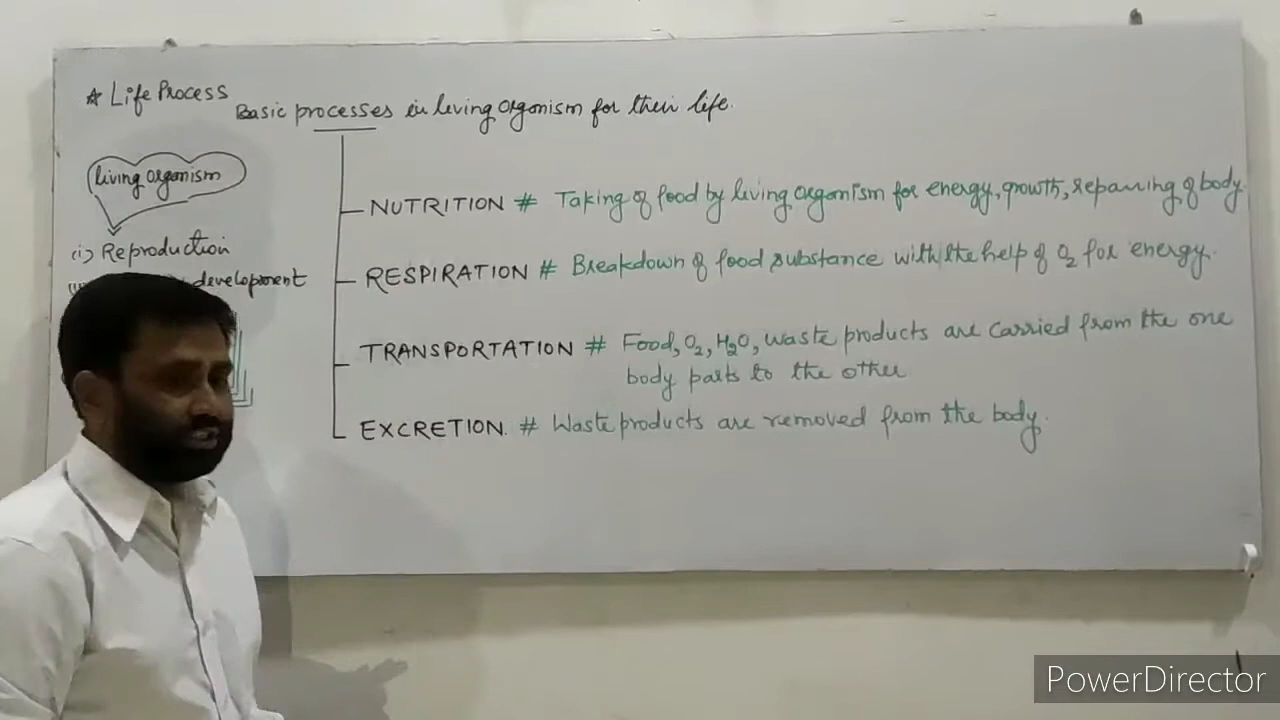 * Life Process
Basic processes in living organism for their life.
living organism
(i) Reproduction
development
NUTRITION # Taking of food by living organism for energy, growth, repairing of body.
RESPIRATION # Breakdown of food substance with the help of O₂ for energy.
TRANSPORTATION # Food, O₂, H₂O, waste products are carried from the one
body parts to the other
EXCRETION. # Waste products are removed from the body.
PowerDirector